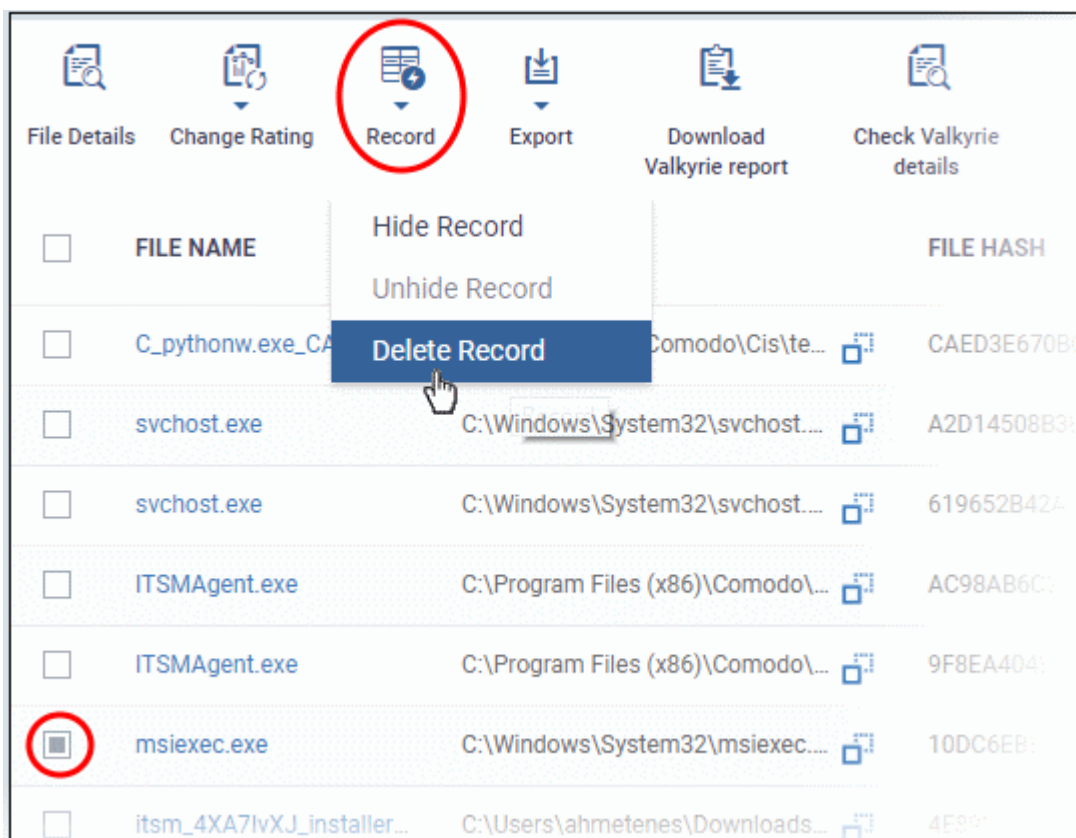 File Details
Change Rating
Record
Export
Download
Valkyrie report
Check Valkyrie
details
Hide Record
Unhide Record
Delete Record
FILE NAME
FILE HASH
C_pythonw.exe_CA
Comodo\Cis\te...
CAED3E670B
svchost.exe
C:\Windows\System32\svchost....
A2D14508B3
svchost.exe
C:\Windows\System32\svchost....
619652B42A
ITSMAgent.exe
C:\Program Files (x86)\Comodo\...
AC98AB6C
ITSMAgent.exe
C:\Program Files (x86)\Comodo\...
9F8EA404
msiexec.exe
C:\Windows\System32\msiexec....
10DC6EB
itsm_4XA7IvXJ_installer...
C:\Users\ahmetenes\Downloads...